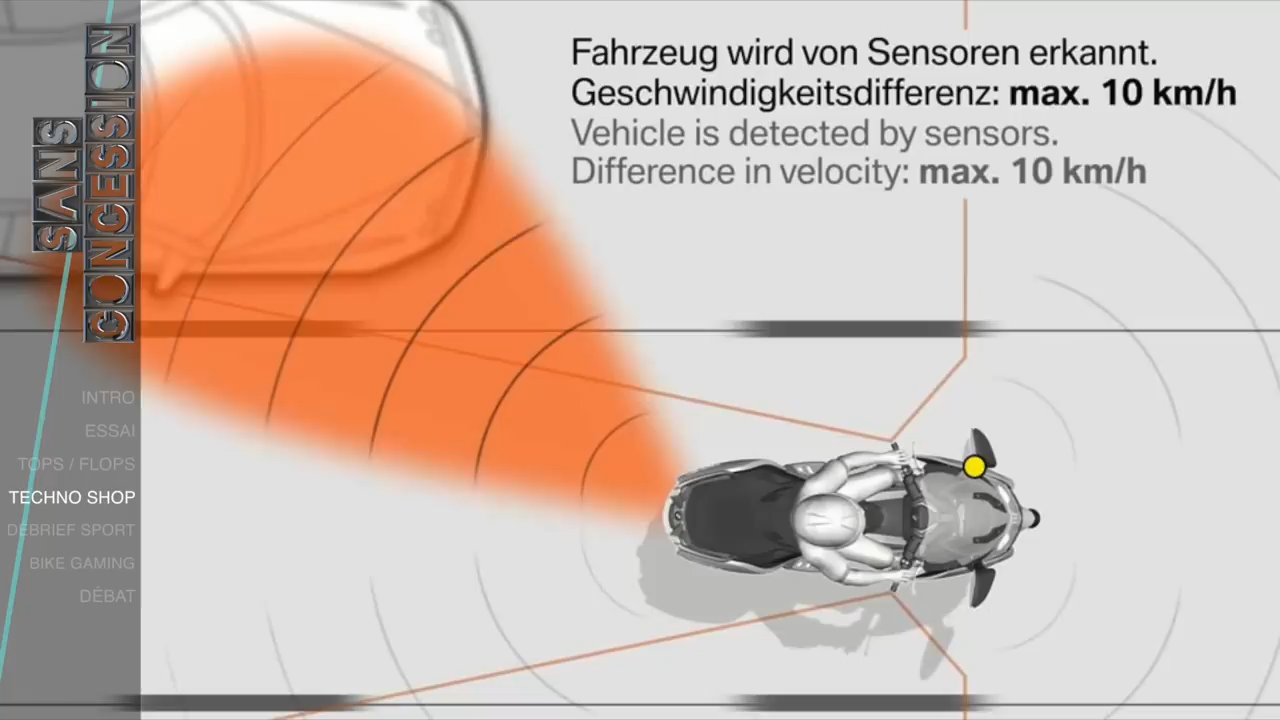 SANS
CONCESSION
INTRO
ESSAI
TOPS / FLOPS
TECHNO SHOP
DÉBRIEF SPORT
BIKE GAMING
DÉBAT
Fahrzeug wird von Sensoren erkannt.
Geschwindigkeitsdifferenz: max. 10 km/h
Vehicle is detected by sensors.
Difference in velocity: max. 10 km/h